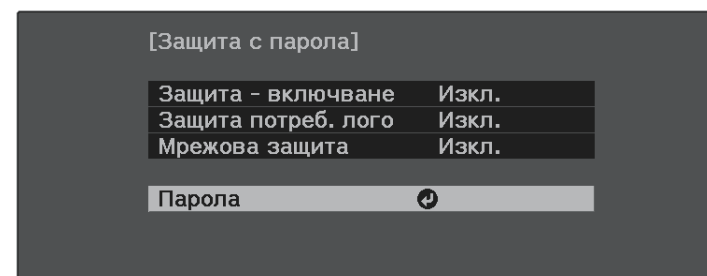 [Защита с парола]
Защита - включване Изкл.
Защита потреб. лого Изкл.
Мрежова защита Изкл.
Парола